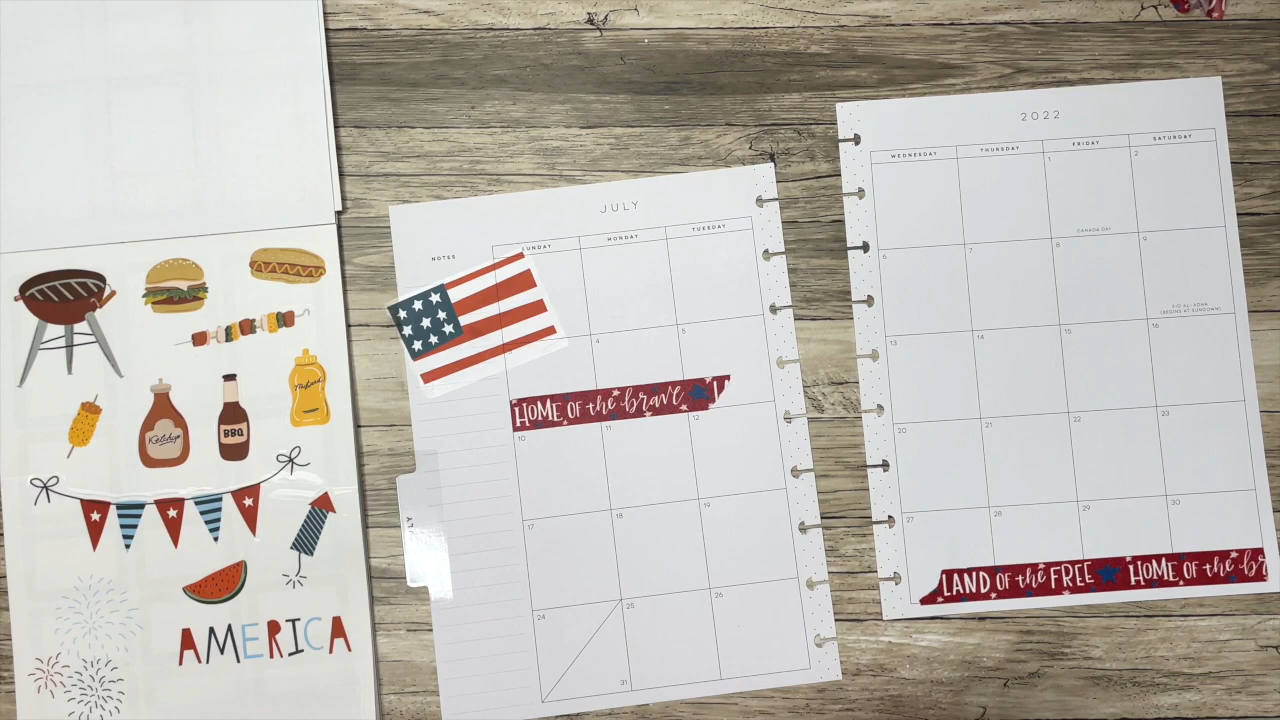 Ketchup
BBQ
Mustard
AMERICA
JULY
NOTES
SUNDAY MONDAY TUESDAY
3 4 5
HOME OF the brave
10 11 12
17 18 19
24 25 26
31
2022
WEDNESDAY THURSDAY FRIDAY SATURDAY
1 2
CANADA DAY
6 7 8 9
EID AL-ADHA
(BEGINS AT SUNDOWN)
13 14 15 16
20 21 22 23
27 28 29 30
LAND OF the FREE HOME OF the br